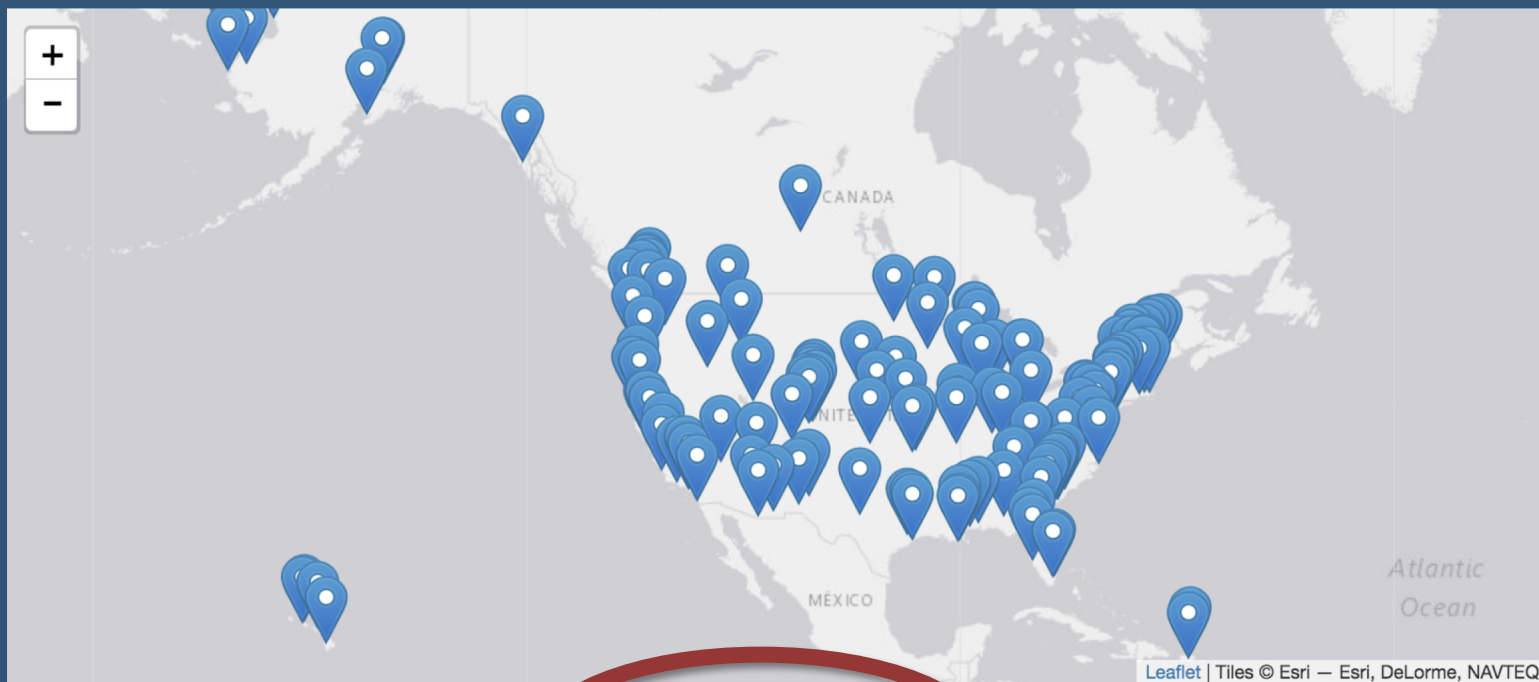 +
−
CANADA
MÉXICO
Atlantic
Ocean
Leaflet | Tiles © Esri — Esri, DeLorme, NAVTEQ